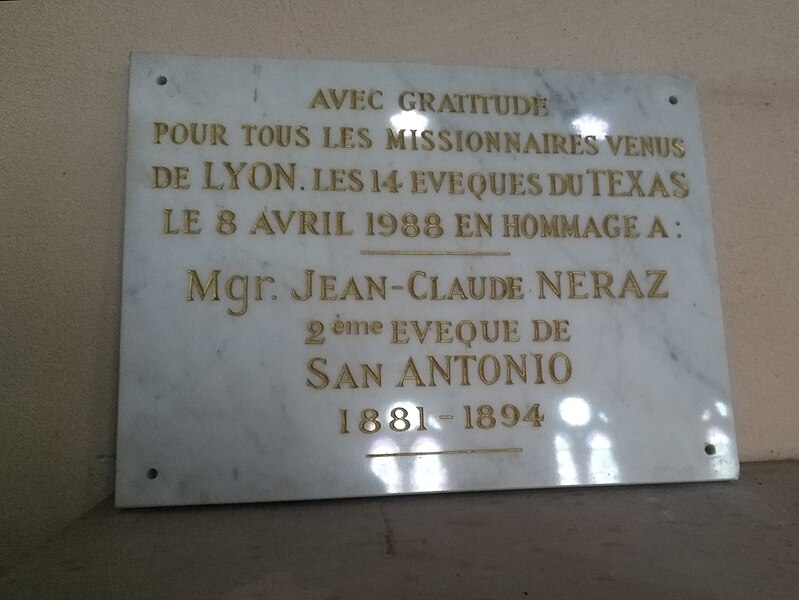 AVEC GRATITUDE
POUR TOUS LES MISSIONNAIRES VENUS
DE LYON. LES 14 EVEQUES DU TEXAS
LE 8 AVRIL 1988 EN HOMMAGE A :
Mgr. JEAN-CLAUDE NERAZ
2ème EVEQUE DE
SAN ANTONIO
1881-1894